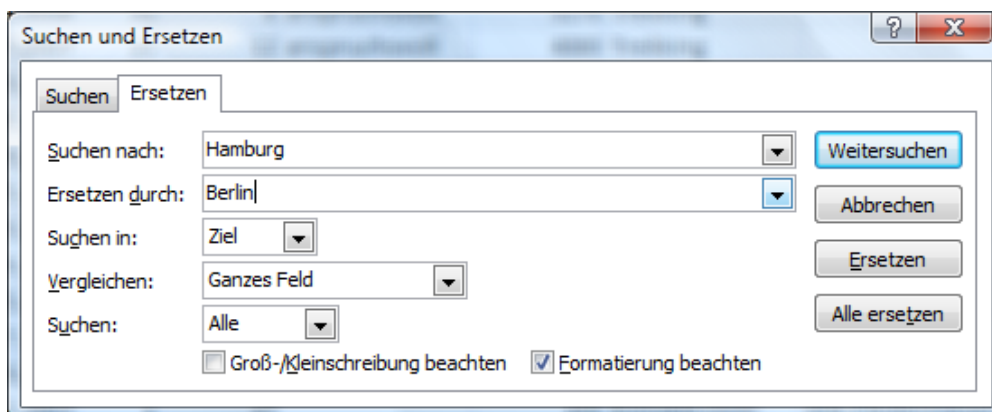 Suchen und Ersetzen
Suchen Ersetzen
Suchen nach: Hamburg Weitersuchen
Ersetzen durch: Berlin Abbrechen
Suchen in: Ziel
Vergleichen: Ganzes Feld Ersetzen
Suchen: Alle Alle ersetzen
Groß-/Kleinschreibung beachten Formatierung beachten